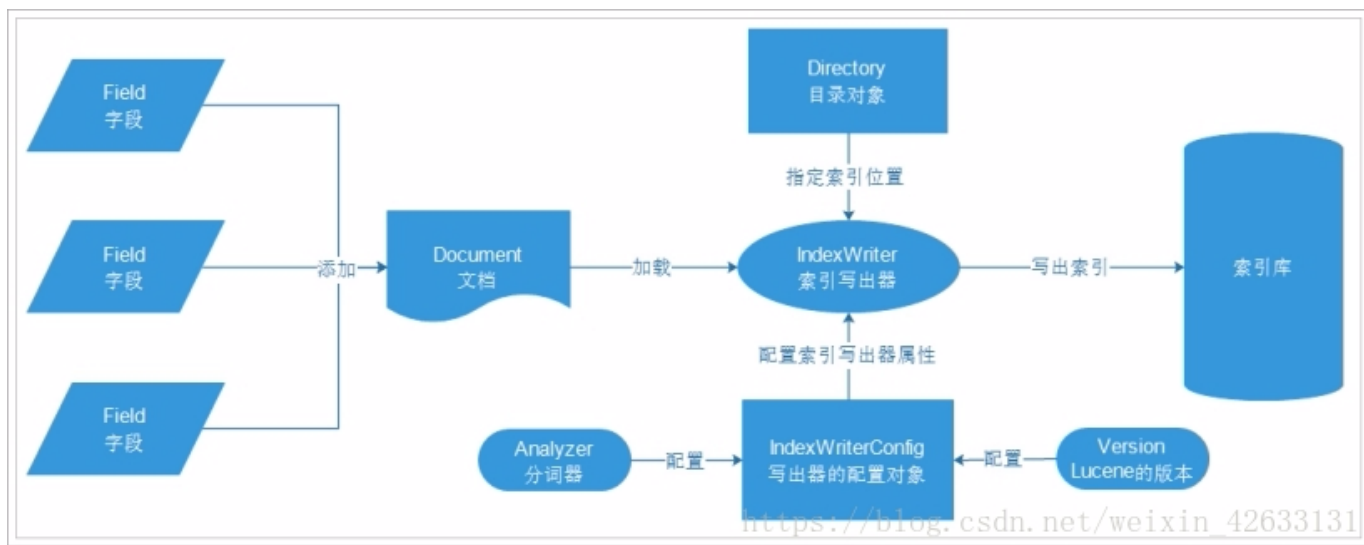 Field
字段
Field
字段
Field
字段
添加
Document
文档
加载
Directory
目录对象
指定索引位置
IndexWriter
索引写出器
写出索引
索引库
配置索引写出器属性
Analyzer
分词器
配置
IndexWriterConfig
写出器的配置对象
配置
Version
Lucene的版本
https://blog.csdn.net/weixin_42633131